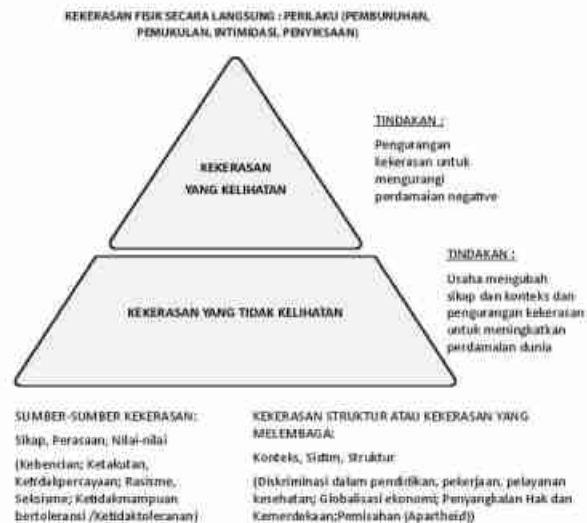 KEKERASAN FISIK SECARA LANGSUNG : PERILAKU (PEMBUNUHAN,
PEMUKULAN, INTIMIDASI, PENYIKSAAN)
KEKERASAN
YANG KELIHATAN
TINDAKAN :
Pengurangan
kekerasan untuk
mengurangi
perdamaian negative
KEKERASAN YANG TIDAK KELIHATAN
TINDAKAN :
Usaha mengubah
sikap dan konteks dan
pengurangan kekerasan
untuk meningkatkan
perdamaian dunia
SUMBER-SUMBER KEKERASAN:
Sikap, Perasaan, Nilai-nilai
(Kebencian; Ketakutan,
Ketidakpercayaan; Rasisme,
Seksisme; Ketidakmampuan
bertoleransi /Ketidaktoleranan)
KEKERASAN STRUKTUR ATAU KEKERASAN YANG
MELEMBAGA:
Konteks, Sistim, Struktur
(Diskriminasi dalam pendidikan, pekerjaan, pelayanan
kesehatan; Globalisasi ekonomi; Penyangkalan Hak dan
Kemerdekaan;Pemisahan (Apartheid))